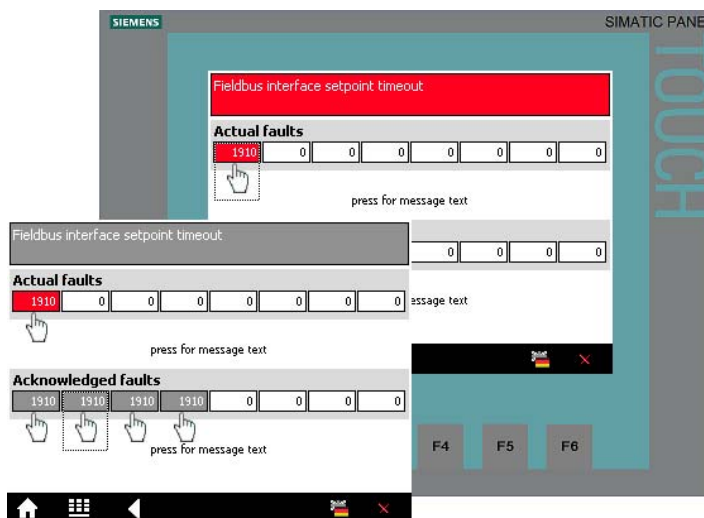 SIEMENS
SIMATIC PANE
TOUCH
Fieldbus interface setpoint timeout
Actual faults
1910 0 0 0 0 0 0 0
press for message text
0 0 0 0
essage text
F4 F5 F6
Fieldbus interface setpoint timeout
Actual faults
1910 0 0 0 0 0 0 0
press for message text
Acknowledged faults
1910 1910 1910 1910 0 0 0 0
press for message text